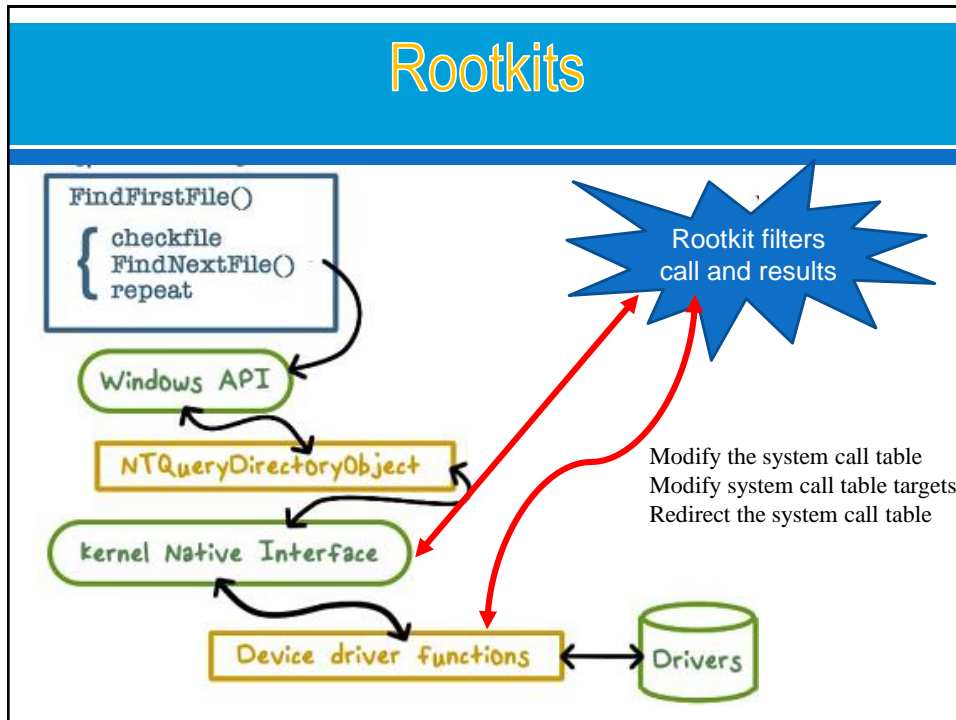 Rootkits
FindFirstFile()
{ checkfile
FindNextFile()
repeat
Rootkit filters
call and results
Windows API
NTQueryDirectoryObject
Modify the system call table
Modify system call table targets
Redirect the system call table
Kernel Native Interface
Device driver functions
Drivers